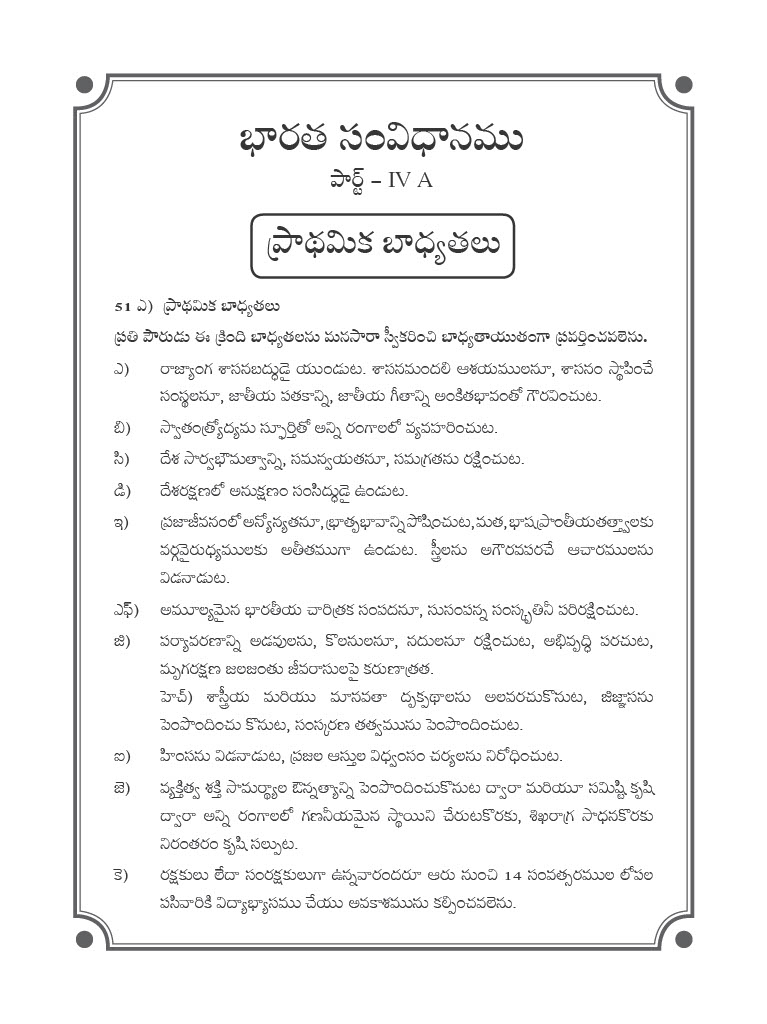 భారత సంవిధానము
పార్ట్ – IV A
ప్రాథమిక బాధ్యతలు
51 ఎ) ప్రాథమిక బాధ్యతలు
ప్రతి పౌరుడు ఈ క్రింది బాధ్యతలను మనసారా స్వీకరించి బాధ్యతాయుతంగా ప్రవర్తించవలెను.
ఎ) రాజ్యాంగ శాసనబద్ధుడై యుండుట. శాసనమందలి ఆశయములనూ, శాసనం స్థాపించే
సంస్థలనూ, జాతీయ పతకాన్ని, జాతీయ గీతాన్ని అంకితభావంతో గౌరవించుట.
బి) స్వాతంత్ర్యోద్యమ స్ఫూర్తితో అన్ని రంగాలలో వ్యవహరించుట.
సి) దేశ సార్వభౌమత్వాన్ని, సమన్వయతనూ, సమగ్రతను రక్షించుట.
డి) దేశరక్షణలో అనుక్షణం సంసిద్ధుడై ఉండుట.
ఇ) ప్రజాజీవనంలో అన్యోన్యతనూ, భ్రాతృభావాన్ని పోషించుట, మత, భాష ప్రాంతీయతత్త్వాలకు
వర్గవైరుధ్యములకు అతీతముగా ఉండుట. స్త్రీలను అగౌరవపరచే ఆచారములను
విడనాడుట.
ఎఫ్) అమూల్యమైన భారతీయ చారిత్రక సంపదనూ, సుసంపన్న సంస్కృతినీ పరిరక్షించుట.
జి) పర్యావరణాన్ని అడవులను, కొలనులనూ, నదులనూ రక్షించుట, అభివృద్ధి పరచుట,
మృగరక్షణ జలజంతు జీవరాసులపై కరుణార్తత.
హెచ్) శాస్త్రీయ మరియు మానవతా దృక్పథాలను అలవరచుకొనుట, జిజ్ఞాసను
పెంపొందించు కొనుట, సంస్కరణ తత్వమును పెంపొందించుట.
ఐ) హింసను విడనాడుట, ప్రజల ఆస్తుల విధ్వంసం చర్యలను నిరోధించుట.
జె) వ్యక్తిత్వ శక్తి సామర్థ్యాల ఔన్నత్యాన్ని పెంపొందించుకొనుట ద్వారా మరియూ సమిష్టి కృషి
ద్వారా అన్ని రంగాలలో గణనీయమైన స్థాయిని చేరుటకొరకు, శిఖరాగ్ర సాధనకొరకు
నిరంతరం కృషి సల్పుట.
కె) రక్షకులు లేదా సంరక్షకులుగా ఉన్నవారందరూ ఆరు నుంచి 14 సంవత్సరముల లోపల
పసివారికి విద్యాభ్యాసము చేయు అవకాశమును కల్పించవలెను.